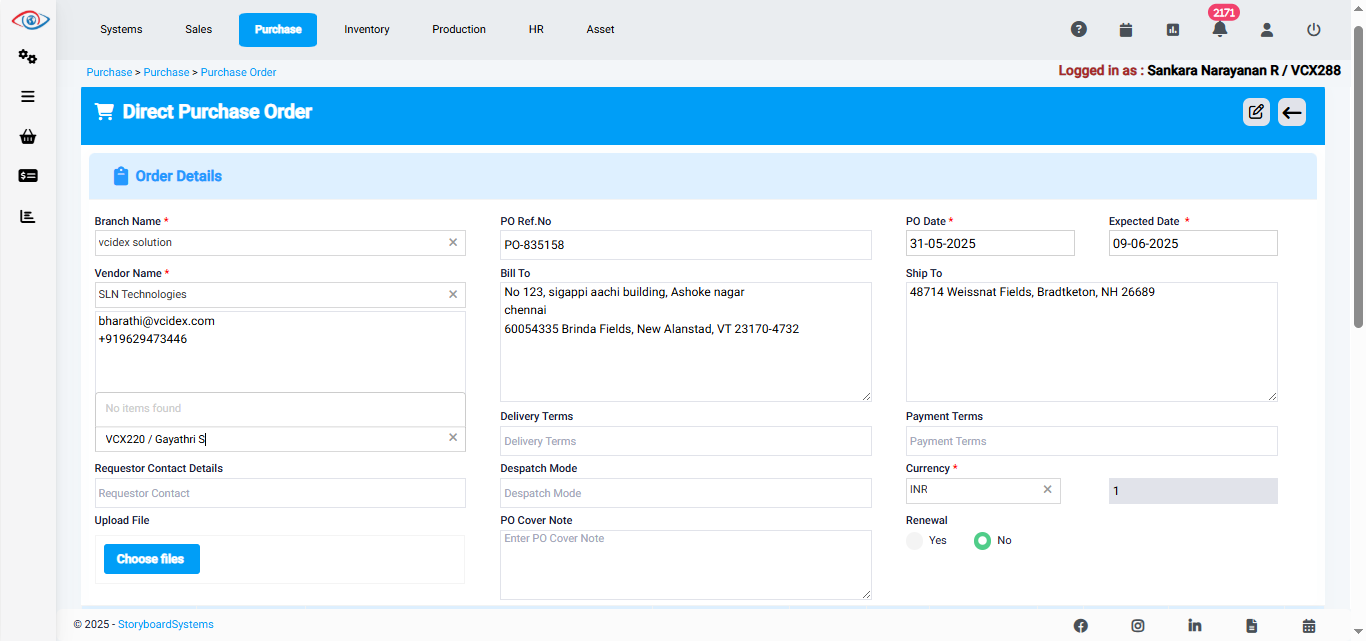 Systems
Sales
Purchase
Inventory
Production
HR
Asset
2171
Purchase > Purchase > Purchase Order
Logged in as : Sankara Narayanan R / VCX288
Direct Purchase Order
Order Details
Branch Name *
vcidex solution
PO Ref.No
PO-835158
PO Date *
31-05-2025
Expected Date *
09-06-2025
Vendor Name *
SLN Technologies
bharathi@vcidex.com
+919629473446
Bill To
No 123, sigappi aachi building, Ashoke nagar
chennai
60054335 Brinda Fields, New Alanstad, VT 23170-4732
Ship To
48714 Weissnat Fields, Bradtketon, NH 26689
No items found
VCX220 / Gayathri S
Delivery Terms
Delivery Terms
Payment Terms
Payment Terms
Requestor Contact Details
Requestor Contact
Despatch Mode
Despatch Mode
Currency *
INR
1
Upload File
Choose files
PO Cover Note
Enter PO Cover Note
Renewal
Yes
No
© 2025 - StoryboardSystems